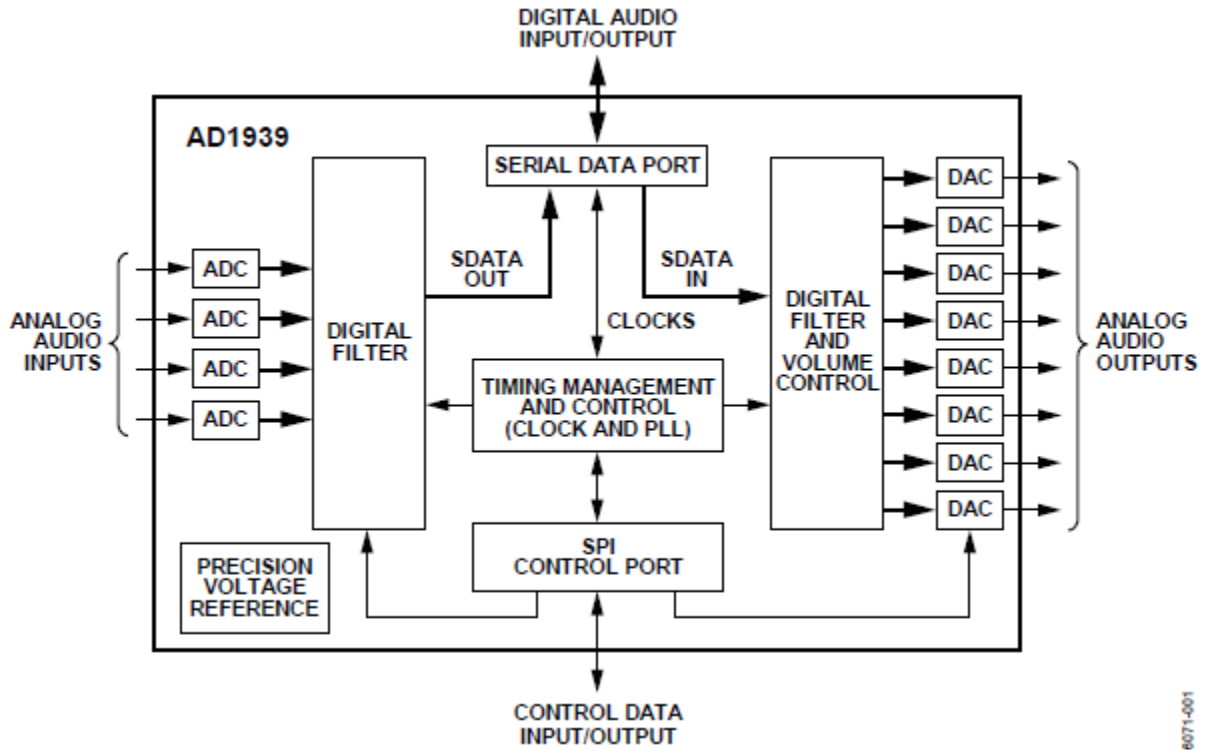 DIGITAL AUDIO
INPUT/OUTPUT
AD1939
SERIAL DATA PORT
SDATA
OUT
SDATA
IN
CLOCKS
ANALOG
AUDIO
INPUTS
ADC
ADC
ADC
ADC
DIGITAL
FILTER
TIMING MANAGEMENT
AND CONTROL
(CLOCK AND PLL)
DIGITAL
FILTER
AND
VOLUME
CONTROL
DAC
DAC
DAC
DAC
DAC
DAC
DAC
DAC
ANALOG
AUDIO
OUTPUTS
PRECISION
VOLTAGE
REFERENCE
SPI
CONTROL PORT
CONTROL DATA
INPUT/OUTPUT
6071-001